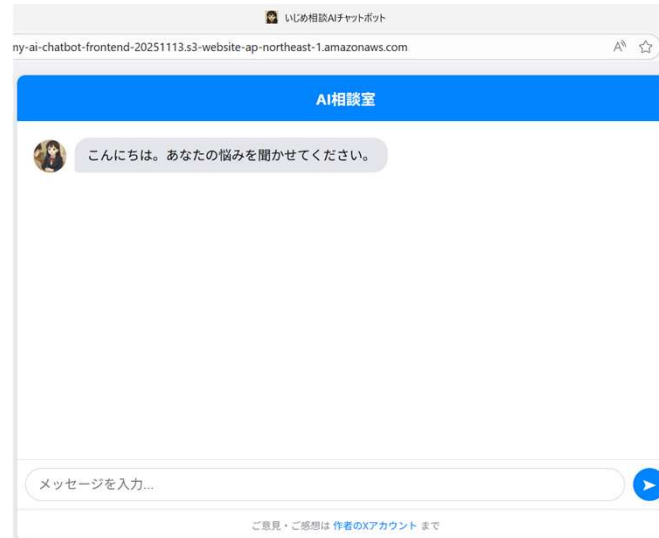 いじめ相談AIチャットボット
ny-ai-chatbot-frontend-20251113.s3-website-ap-northeast-1.amazonaws.com
AI相談室
こんにちは。あなたの悩みを聞かせてください。
メッセージを入力...
ご意見・ご感想は 作者のXアカウント まで